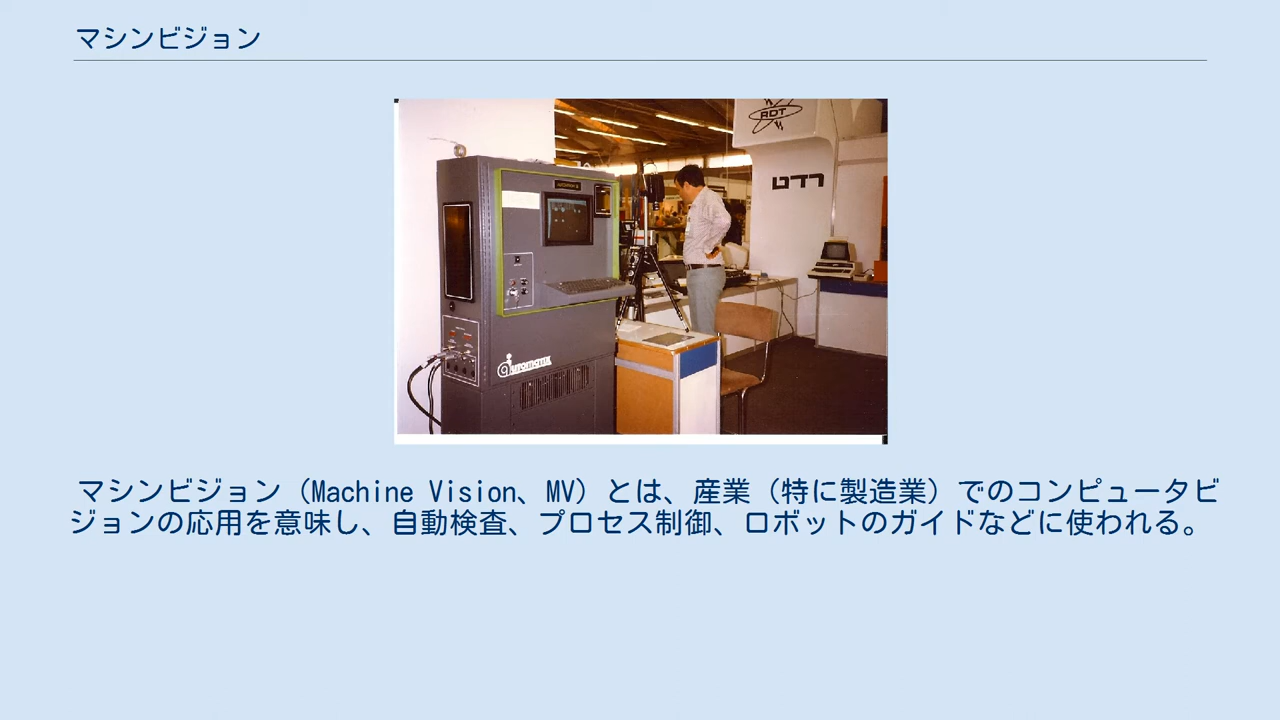 マシンビジョン
RDT
רדט
automatix
マシンビジョン（Machine Vision、MV）とは、産業（特に製造業）でのコンピュータビ
ジョンの応用を意味し、自動検査、プロセス制御、ロボットのガイドなどに使われる。